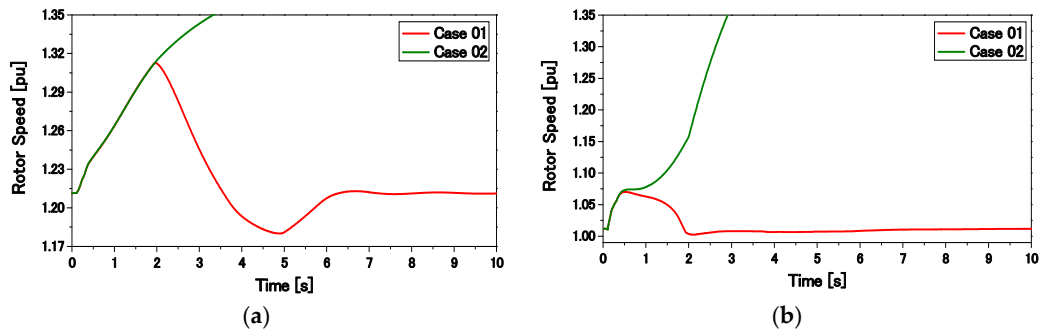 1.35
1.32
1.29
1.26
1.23
1.20
1.17
Rotor Speed [pu]
0 1 2 3 4 5 6 7 8 9 10
Time [s]
Case 01
Case 02
(a)
1.35
1.30
1.25
1.20
1.15
1.10
1.05
1.00
Rotor Speed [pu]
0 1 2 3 4 5 6 7 8 9 10
Time [s]
Case 01
Case 02
(b)